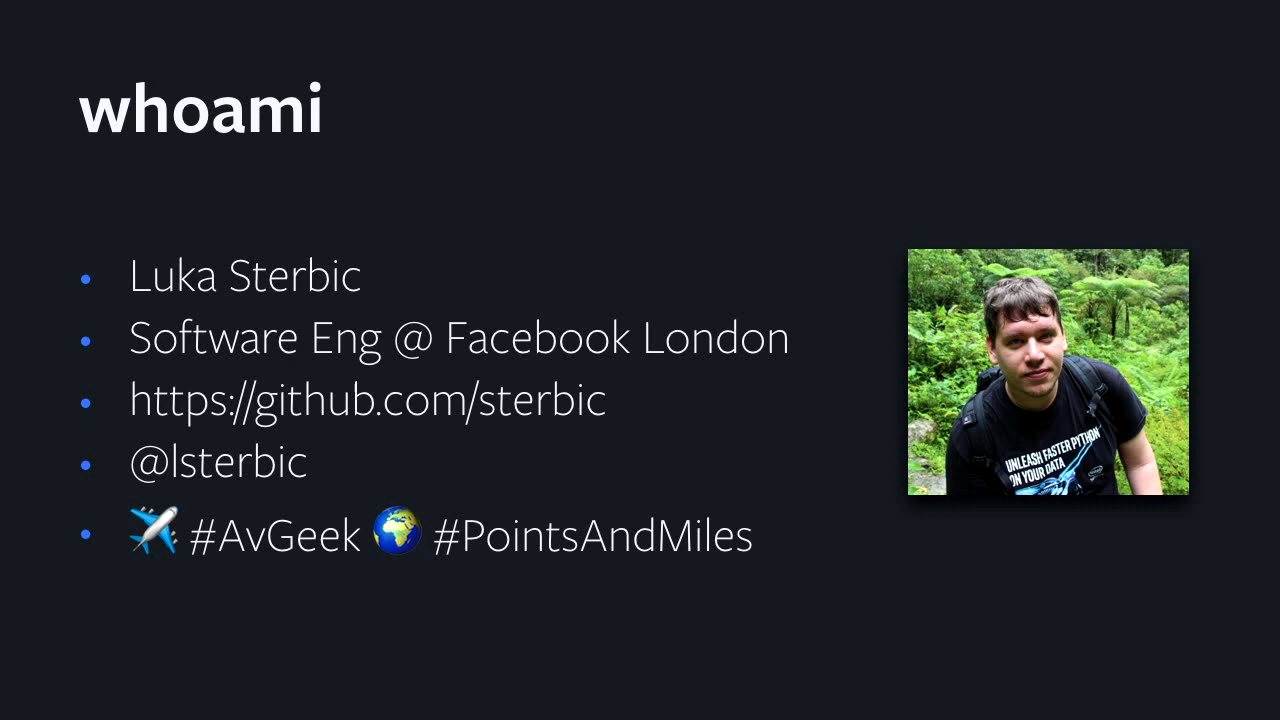 whoami
Luka Sterbic
Software Eng @ Facebook London
https://github.com/sterbic
@lsterbic
✈️ #AvGeek 🌍 #PointsAndMiles
UNLEASH FASTER PYTHON
ON YOUR DATA